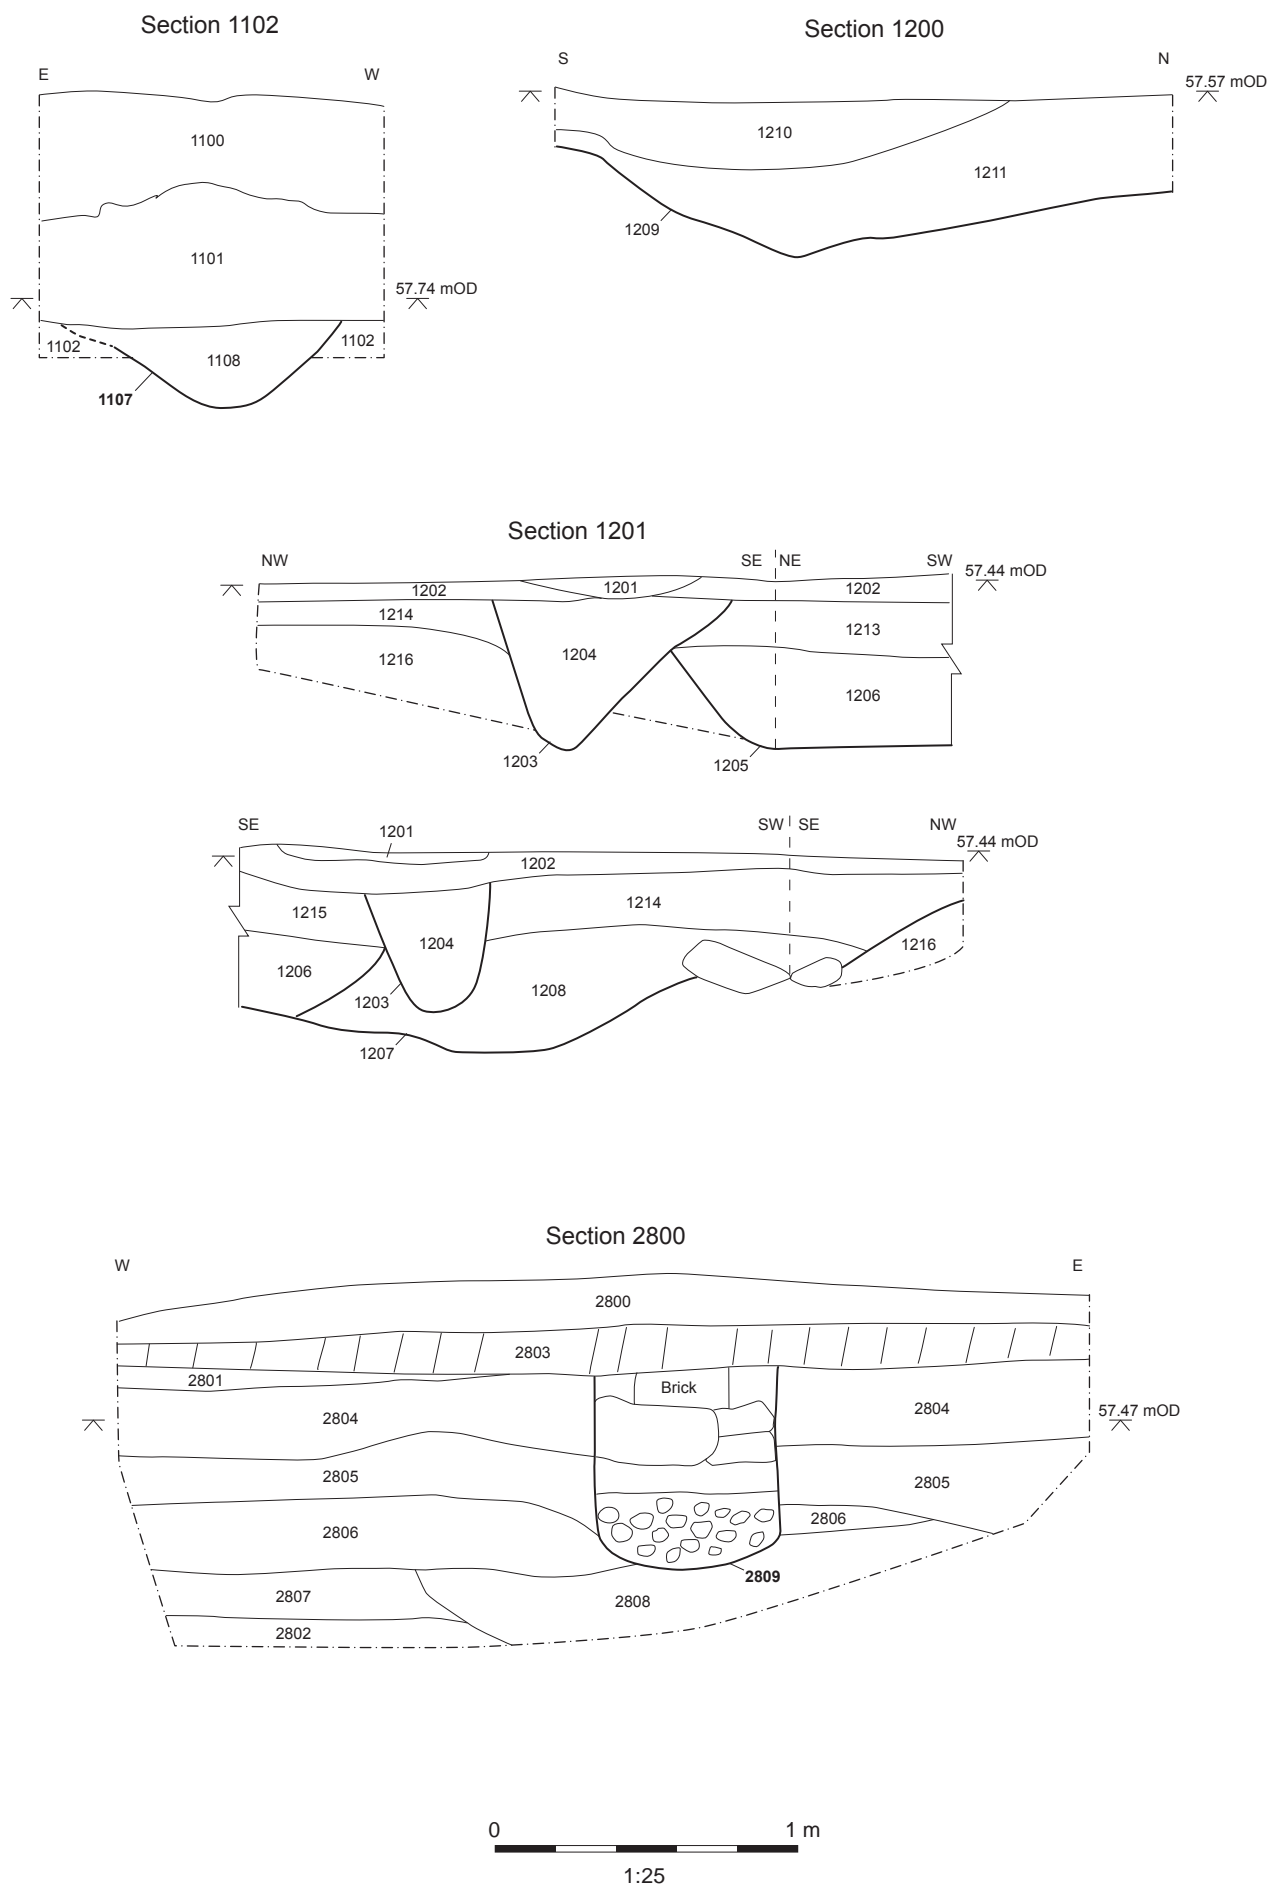 Section 1102
E
W
1100
1101
57.74 mOD
1102
1108
1102
1107
Section 1200
S
N
57.57 mOD
1210
1211
1209
Section 1201
NW
SE
NE
SW
57.44 mOD
1202
1201
1202
1214
1213
1216
1204
1206
1203
1205
SE
1201
SW
SE
NW
57.44 mOD
1202
1215
1214
1204
1216
1206
1203
1208
1207
Section 2800
W
E
2800
2803
2801
Brick
2804
2804
57.47 mOD
2805
2805
2806
2806
2809
2807
2808
2802
0
1 m
1:25